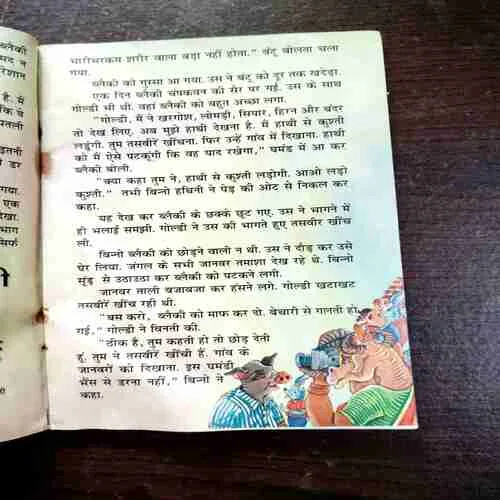 भारीभरकम शरीर वाला बड़ा नहीं होता." बंटू बोलता चला
गया.
ब्लैकी को गुस्सा आ गया. उस ने बंटू को दूर तक खदेड़ा.
एक दिन ब्लैकी चंपकवन की सैर पर गई. उस के साथ
गोल्डी भी थी. वहां ब्लैकी को बहुत अच्छा लगा.
"गोल्डी, मैं ने खरगोश, लोमड़ी, सियार, हिरन और बंदर
तो देख लिए. अब मुझे हाथी देखना है. मैं हाथी से कुश्ती
लडूंगी. तुम तसवीर खींचना. फिर उन्हें गांव में दिखाना. हाथी
को मैं ऐसे पटकूंगी कि वह याद रखेगा," घमंड में आ कर
ब्लैकी बोली.
"क्या कहा तुम ने, हाथी से कुश्ती लड़ोगी. आओ लड़ो
कुश्ती." तभी बिन्नो हथिनी ने पेड़ की ओट से निकल कर
कहा.
यह देख कर ब्लैकी के छक्के छूट गए. उस ने भागने में
ही भलाई समझी. गोल्डी ने उस की भागते हुए तसवीर खींच
ली.
बिन्नो ब्लैकी को छोड़ने वाली न थी. उस ने दौड़ कर उसे
घेर लिया. जंगल के सभी जानवर तमाशा देख रहे थे. बिन्नो
सूंड़ से उठाउठा कर ब्लैकी को पटकने लगी.
जानवर ताली बजाबजा कर हंसने लगे. गोल्डी खटाखट
तसवीरें खींच रही थी.
"बस करो, ब्लैकी को माफ कर दो. बेचारी से गलती हो
गई," गोल्डी ने विनती की.
"ठीक है, तुम कहती हो तो छोड़ देती
हूं. तुम ने तसवीरें खींची हैं. गांव के
जानवरों को दिखाना. इस घमंडी
भैंस से डरना नहीं," बिन्नो ने
कहा.